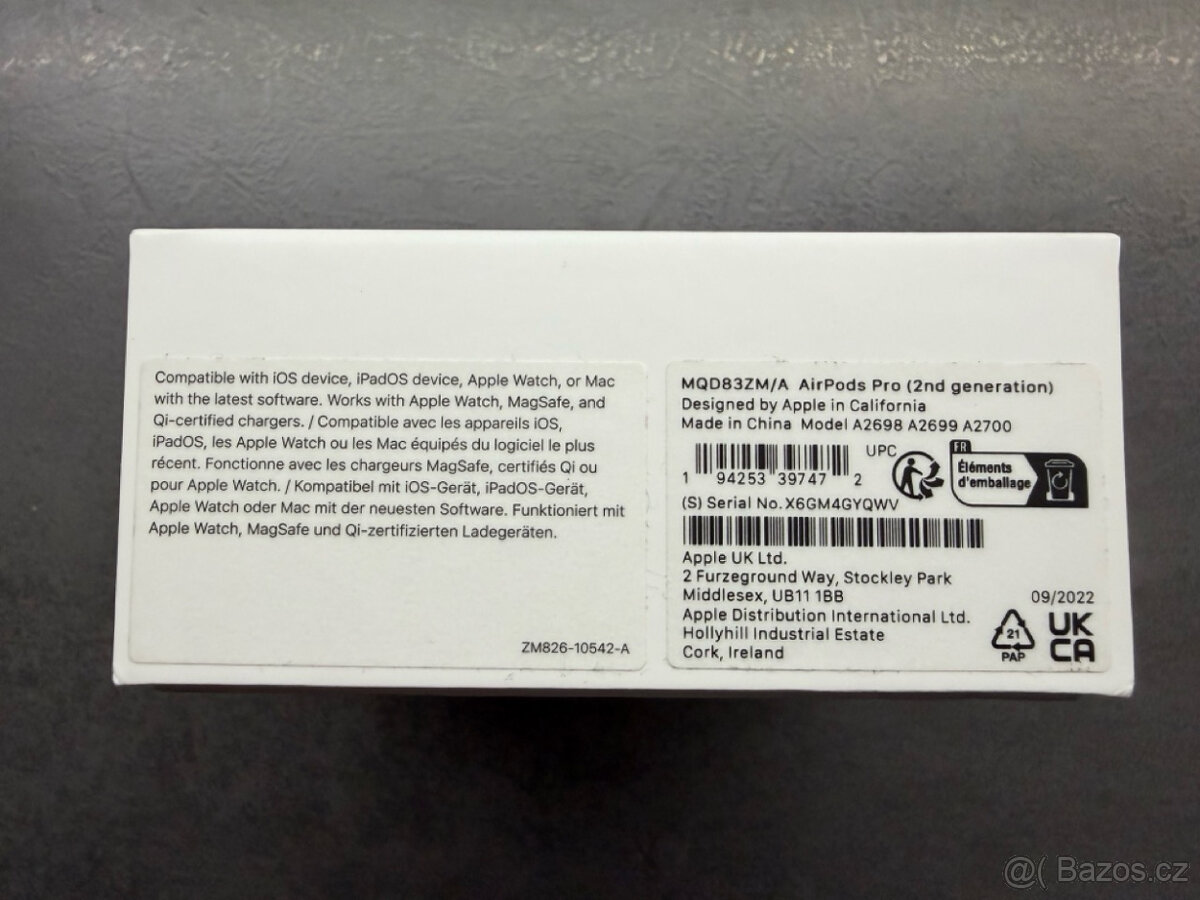 Compatible with iOS device, iPadOS device, Apple Watch, or Mac
with the latest software. Works with Apple Watch, MagSafe, and
Qi-certified chargers. / Compatible avec les appareils iOS,
iPadOS, les Apple Watch ou les Mac équipés du logiciel le plus
récent. Fonctionne avec les chargeurs MagSafe, certifiés Qi ou
pour Apple Watch. / Kompatibel mit iOS-Gerät, iPadOS-Gerät,
Apple Watch oder Mac mit der neuesten Software. Funktioniert mit
Apple Watch, MagSafe und Qi-zertifizierten Ladegeräten.
ZM826-10542-A
MQD83ZM/A AirPods Pro (2nd generation)
Designed by Apple in California
Made in China Model A2698 A2699 A2700
UPC
1 94253 39747 2
FR
Éléments
d'emballage
(S) Serial No. X6GM4GYQWV
Apple UK Ltd.
2 Furzeground Way, Stockley Park
Middlesex, UB11 1BB
Apple Distribution International Ltd.
Hollyhill Industrial Estate
Cork, Ireland
09/2022
21
PAP
UK
CA
@( Bazos.cz